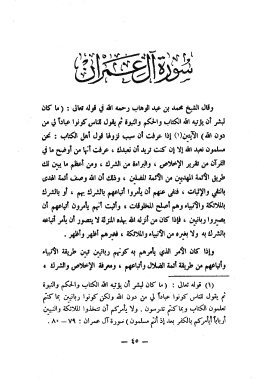 سورة آل عمران
وقال الشيخ محمد بن عبد الوهاب رحمه الله في قوله تعالى : ( ما كان
لبشر أن يؤتيه الله الكتاب والحكم والنبوة ثم يقول للناس كونوا عباداً لي من
دون الله) الآيتين(١) إذا عرفت أن سبب نزولها قول أهل الكتاب : نحن
مسلمون نعبد الله إلا إن كنت تريد أن نعبدك ، عرفت أنها من أوضح ما في
القرآن من تقرير الإخلاص ، والبراءة من الشرك ، ومن أعظم ما يبين لك
طريق الأئمة المهديين من الأئمة المضلين ، وذلك أن الله وصف أئمة الهدى
بالنفي والإثبات ، فنفى عنهم أن يأمروا أتباعهم بالشرك بهم ، أو بالشرك
بالملائكة والأنبياء وهم أصلح المخلوقات ، وأثبت أنهم يأمرون أتباعهم أن
يصيروا ربانيين ، فإذا كان من أنزله الله بهذه المنزلة لا يتصور أن يأمر أتباعه
بالشرك به ولا بغيره من الأنبياء والملائكة ، فغيرهم أظهر وأظهر .
وإذا كان الأمر الذي يأمرهم به كونهم ربانيين تبين طريقة الأنبياء
وأتباعهم من طريقة أئمة الضلال وأتباعهم ، ومعرفة الإخلاص والشرك ،
(١) قوله تعالى : ( ما كان لبشر أن يؤتيه الله الكتاب والحكم والنبوة
ثم يقول للناس كونوا عباداً لي من دون الله ولكن كونوا ربانيين بما كنتم
تعلمون الكتاب وبما كنتم تدرسون . ولا يأمركم أن تتخذوا الملائكة والنبيين
أرباباً أيأمركم بالكفر بعد إذ أنتم مسلمون ) سورة آل عمران : ٧٩ - ٨٠ .
– ٤٥ –